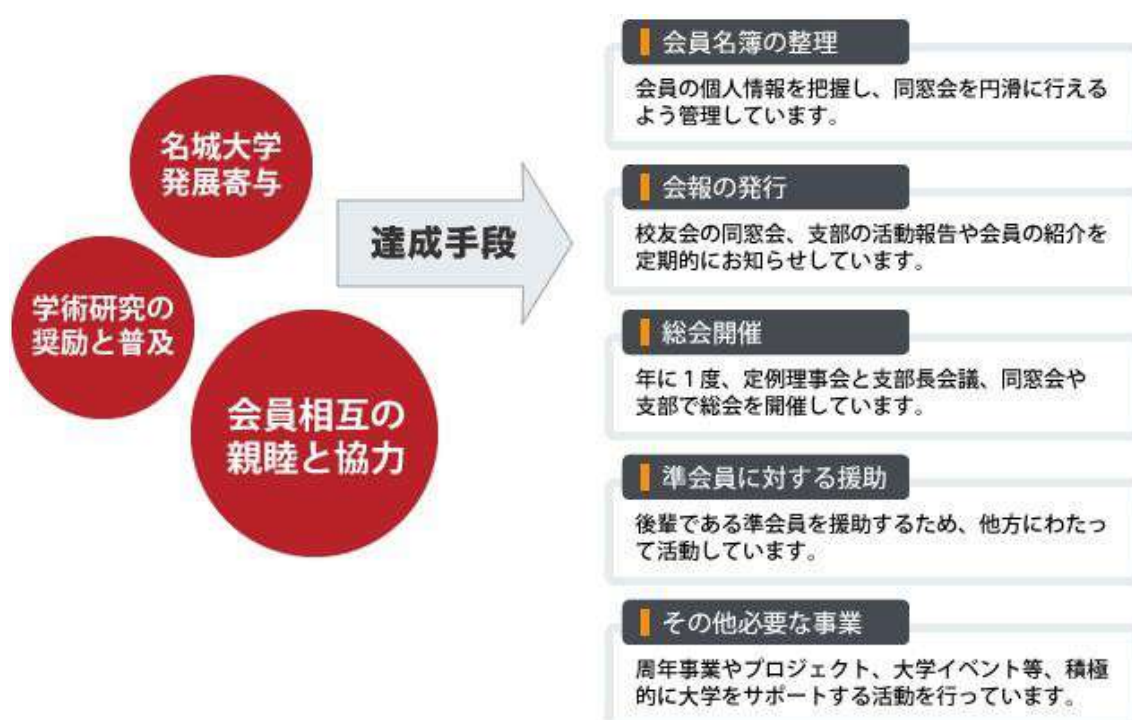 名城大学
発展寄与
学術研究の
奨励と普及
会員相互の
親睦と協力
達成手段
会員名簿の整理
会員の個人情報を把握し、同窓会を円滑に行える
よう管理しています。
会報の発行
校友会の同窓会、支部の活動報告や会員の紹介を
定期的にお知らせしています。
総会開催
年に1度、定例理事会と支部長会議、同窓会や
支部で総会を開催しています。
準会員に対する援助
後輩である準会員を援助するため、他方にわたっ
て活動しています。
その他必要な事業
周年事業やプロジェクト、大学イベント等、積極
的に大学をサポートする活動を行っています。